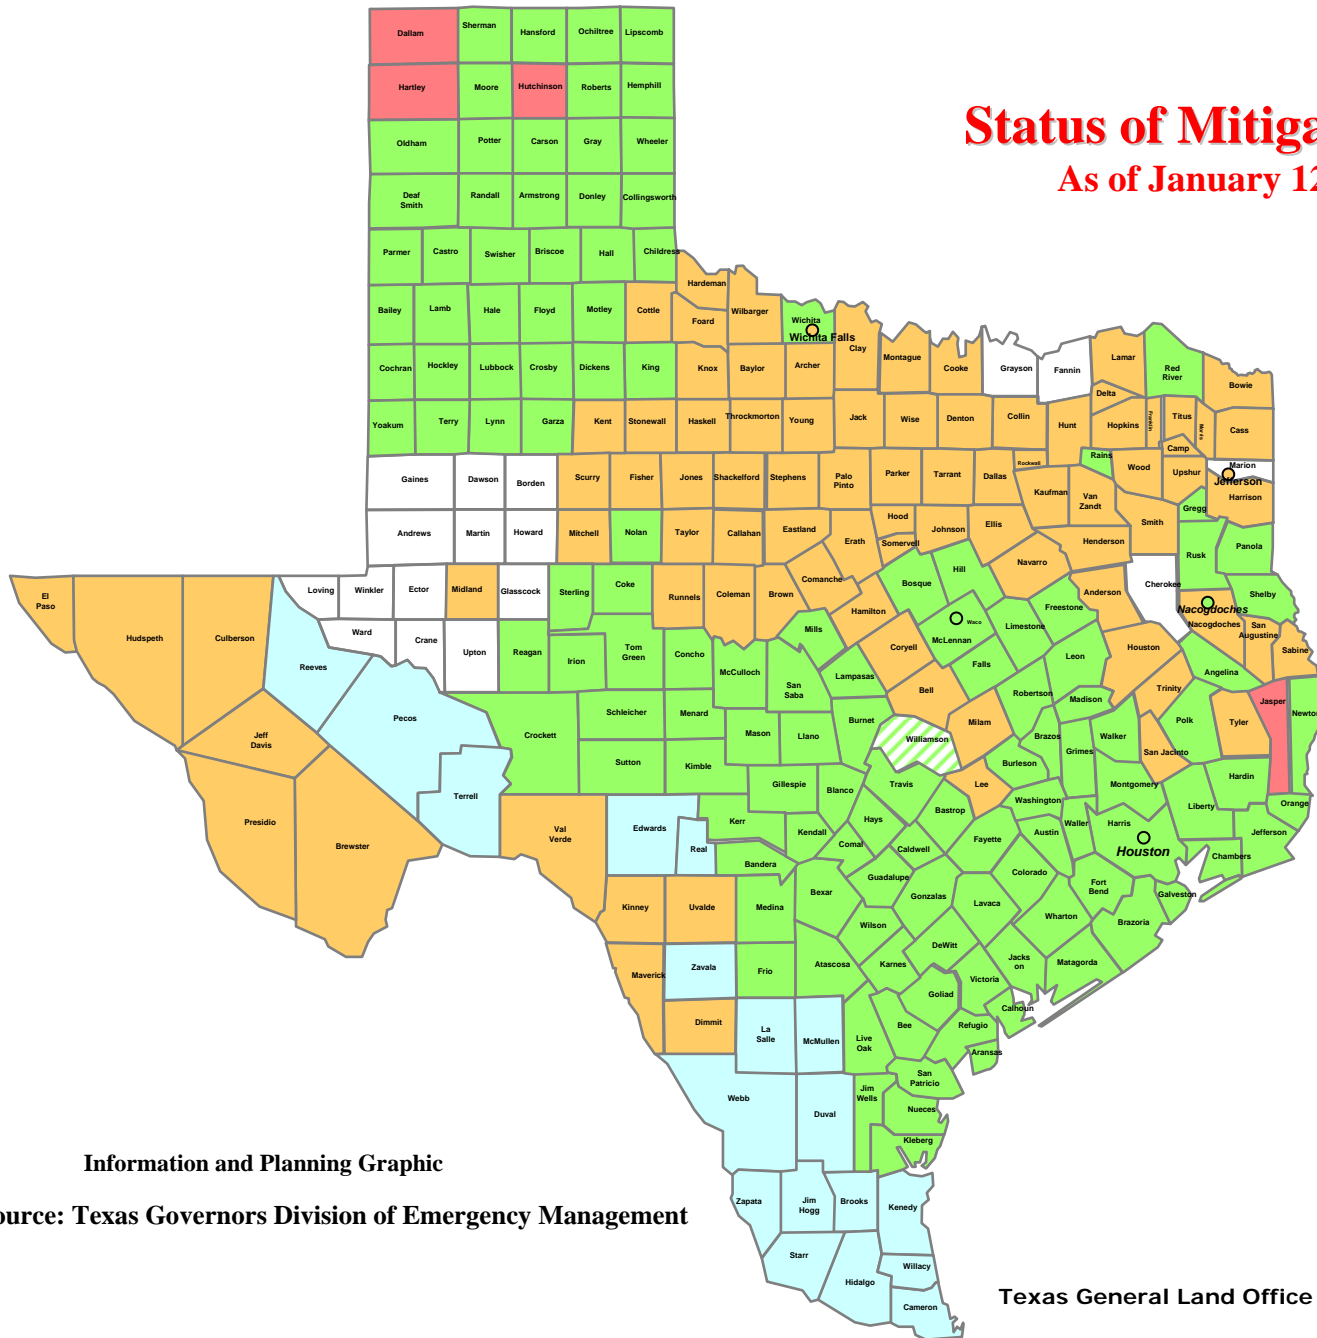 Status of Mitiga
As of January 12
Dallam
Sherman
Hansford
Ochiltree
Lipscomb
Hartley
Moore
Hutchinson
Roberts
Hemphill
Oldham
Potter
Carson
Gray
Wheeler
Deaf
Smith
Randall
Armstrong
Donley
Collingsworth
Parmer
Castro
Swisher
Briscoe
Hall
Childress
Hardeman
Bailey
Lamb
Hale
Floyd
Motley
Cottle
Foard
Wilbarger
Wichita
Wichita Falls
Clay
Montague
Cooke
Grayson
Fannin
Lamar
Red
River
Bowie
Cochran
Hockley
Lubbock
Crosby
Dickens
King
Knox
Baylor
Archer
Delta
Yoakum
Terry
Lynn
Garza
Kent
Stonewall
Haskell
Throckmorton
Young
Jack
Wise
Denton
Collin
Hunt
Hopkins
Franklin
Titus
Morris
Cass
Camp
Gaines
Dawson
Borden
Scurry
Fisher
Jones
Shackelford
Stephens
Palo
Pinto
Parker
Tarrant
Dallas
Rockwall
Rains
Wood
Upshur
Marion
Jefferson
Harrison
Kaufman
Van
Zandt
Gregg
Smith
Andrews
Martin
Howard
Mitchell
Nolan
Taylor
Callahan
Eastland
Erath
Hood
Somervell
Johnson
Ellis
Henderson
Rusk
Panola
Navarro
El
Paso
Hudspeth
Culberson
Loving
Winkler
Ector
Midland
Glasscock
Sterling
Coke
Runnels
Coleman
Brown
Comanche
Hamilton
Bosque
Hill
Freestone
Anderson
Cherokee
Shelby
Nacogdoches
Nacogdoches
San
Augustine
Sabine
Reeves
Ward
Crane
Upton
Reagan
Irion
Tom
Green
Concho
McCulloch
Mills
San
Saba
Lampasas
Coryell
Waco
McLennan
Limestone
Falls
Leon
Houston
Angelina
Trinity
Bell
Robertson
Milam
Madison
Polk
Tyler
Jasper
Newton
Jeff
Davis
Pecos
Terrell
Crockett
Schleicher
Menard
Mason
Llano
Burnet
Williamson
Brazos
Grimes
Walker
San Jacinto
Burleson
Sutton
Kimble
Gillespie
Blanco
Travis
Lee
Bastrop
Washington
Montgomery
Liberty
Hardin
Orange
Presidio
Brewster
Val
Verde
Edwards
Real
Kerr
Kendall
Hays
Comal
Caldwell
Fayette
Austin
Waller
Harris
Houston
Jefferson
Chambers
Bandera
Guadalupe
Gonzalas
Colorado
Fort
Bend
Galveston
Kinney
Uvalde
Medina
Bexar
Wilson
Lavaca
Wharton
Brazoria
Maverick
Zavala
Frio
Atascosa
Karnes
DeWitt
Jacks
on
Matagorda
Victoria
Goliad
Calhoun
Dimmit
La
Salle
McMullen
Live
Oak
Bee
Refugio
Aransas
San
Patricio
Webb
Duval
Jim
Wells
Nueces
Kleberg
Zapata
Jim
Hogg
Brooks
Kenedy
Starr
Hidalgo
Willacy
Cameron
Information and Planning Graphic
ource: Texas Governors Division of Emergency Management
Texas General Land Office